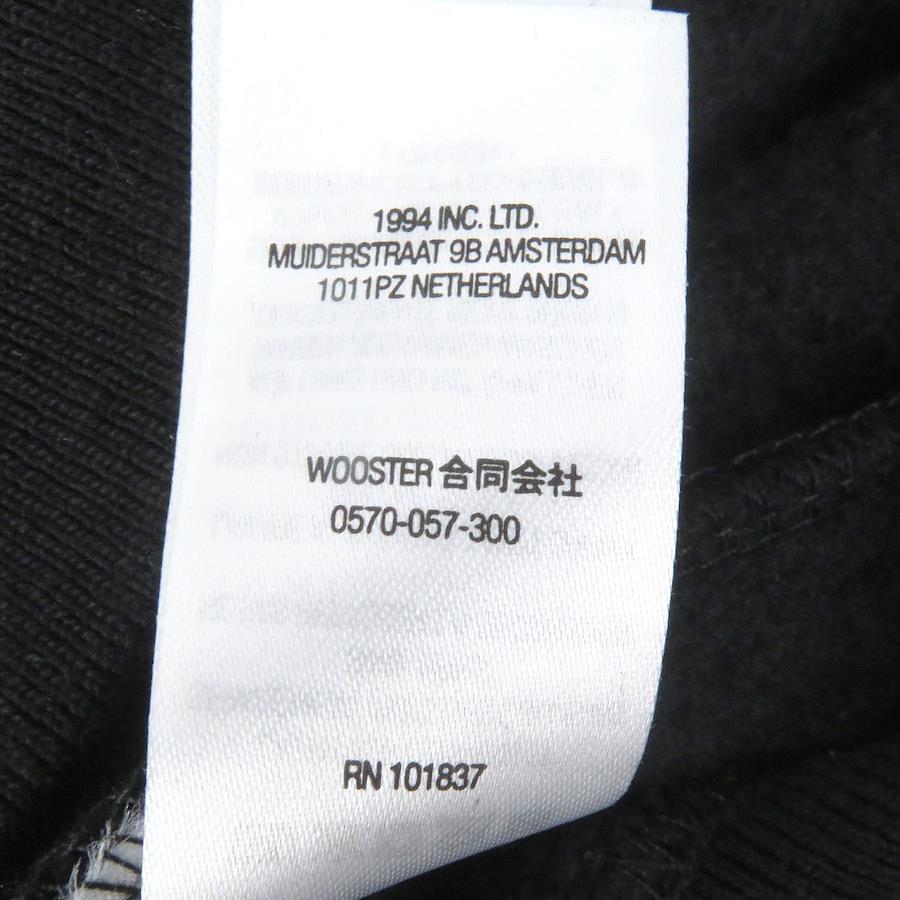 1994 INC. LTD.
MUIDERSTRAAT 9B AMSTERDAM
1011PZ NETHERLANDS
WOOSTER 合同会社
0570-057-300
RN 101837